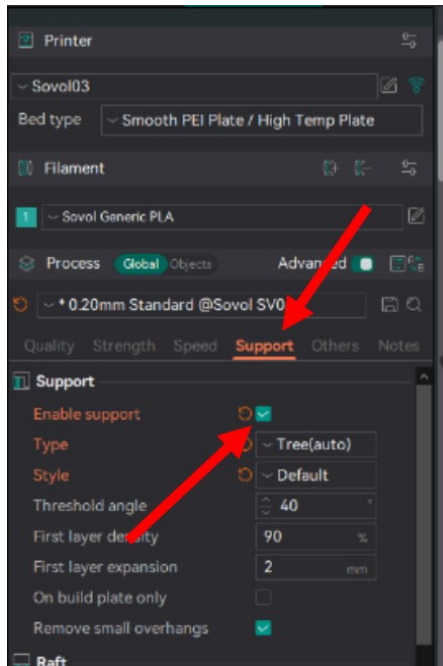 Printer
Sovol03
Bed type Smooth PEI Plate / High Temp Plate
Filament
1 Sovol Generic PLA
Process Global Objects Advanced
* 0.20mm Standard @Sovol SV0
Quality Strength Speed Support Others Notes
Support
Enable support
Type Tree(auto)
Style Default
Threshold angle 40 °
First layer density 90 %
First layer expansion 2 mm
On build plate only
Remove small overhangs
Raft